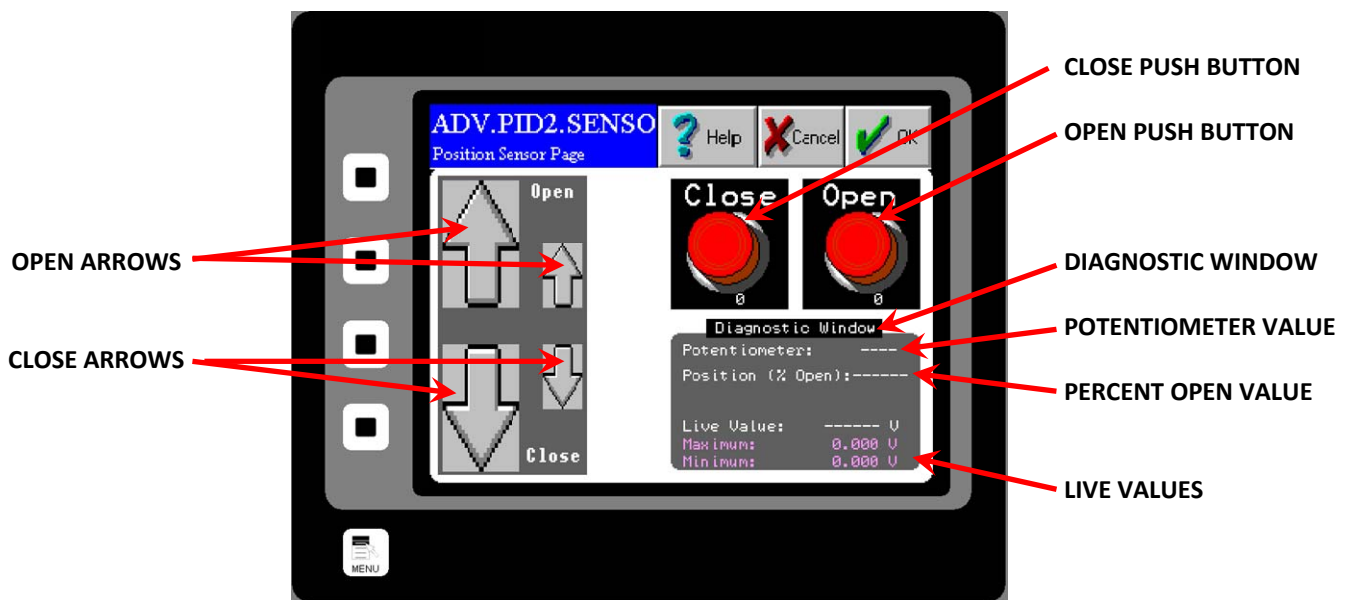 CLOSE PUSH BUTTON
ADV.PID2.SENSO
Position Sensor Page
Help
Cancel
OK
OPEN PUSH BUTTON
Open
Close
Open
0
0
OPEN ARROWS
DIAGNOSTIC WINDOW
Diagnostic Window
POTENTIOMETER VALUE
Potentiometer: ----
CLOSE ARROWS
Position (% Open):------
PERCENT OPEN VALUE
Live Value: ------ V
Maximum: 0.000 V
Minimum: 0.000 V
Close
LIVE VALUES
MENU